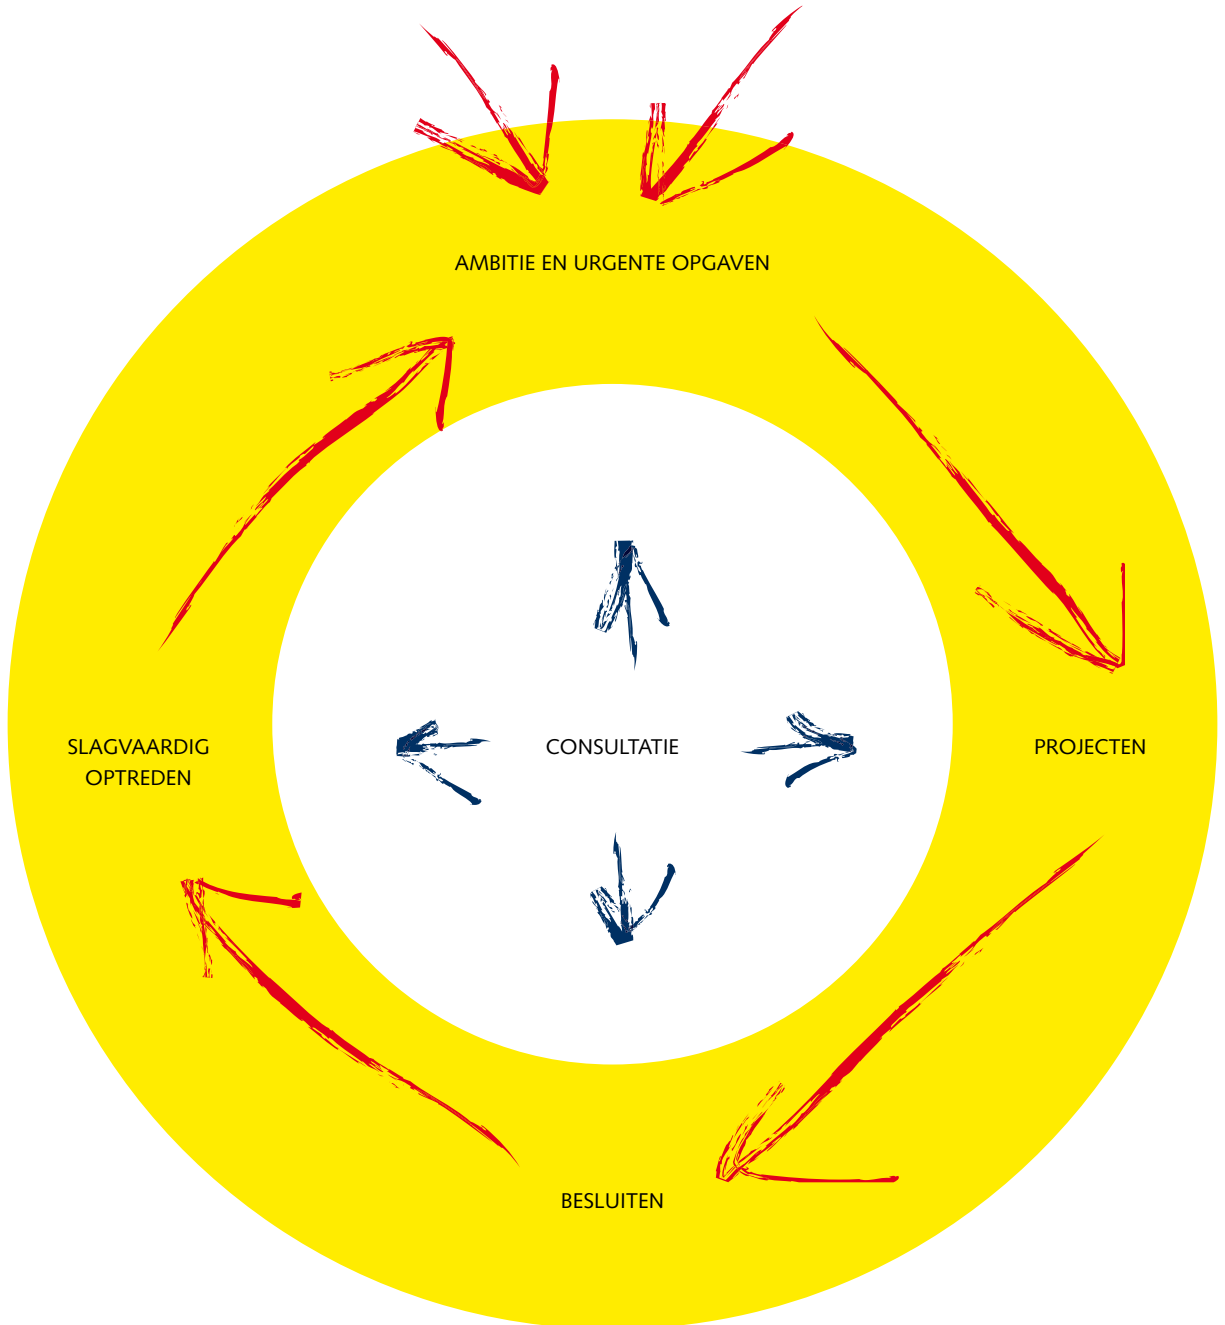 AMBITIE EN URGENTE OPGAVEN
SLAGVAARDIG
OPTREDEN
CONSULTATIE
PROJECTEN
BESLUITEN